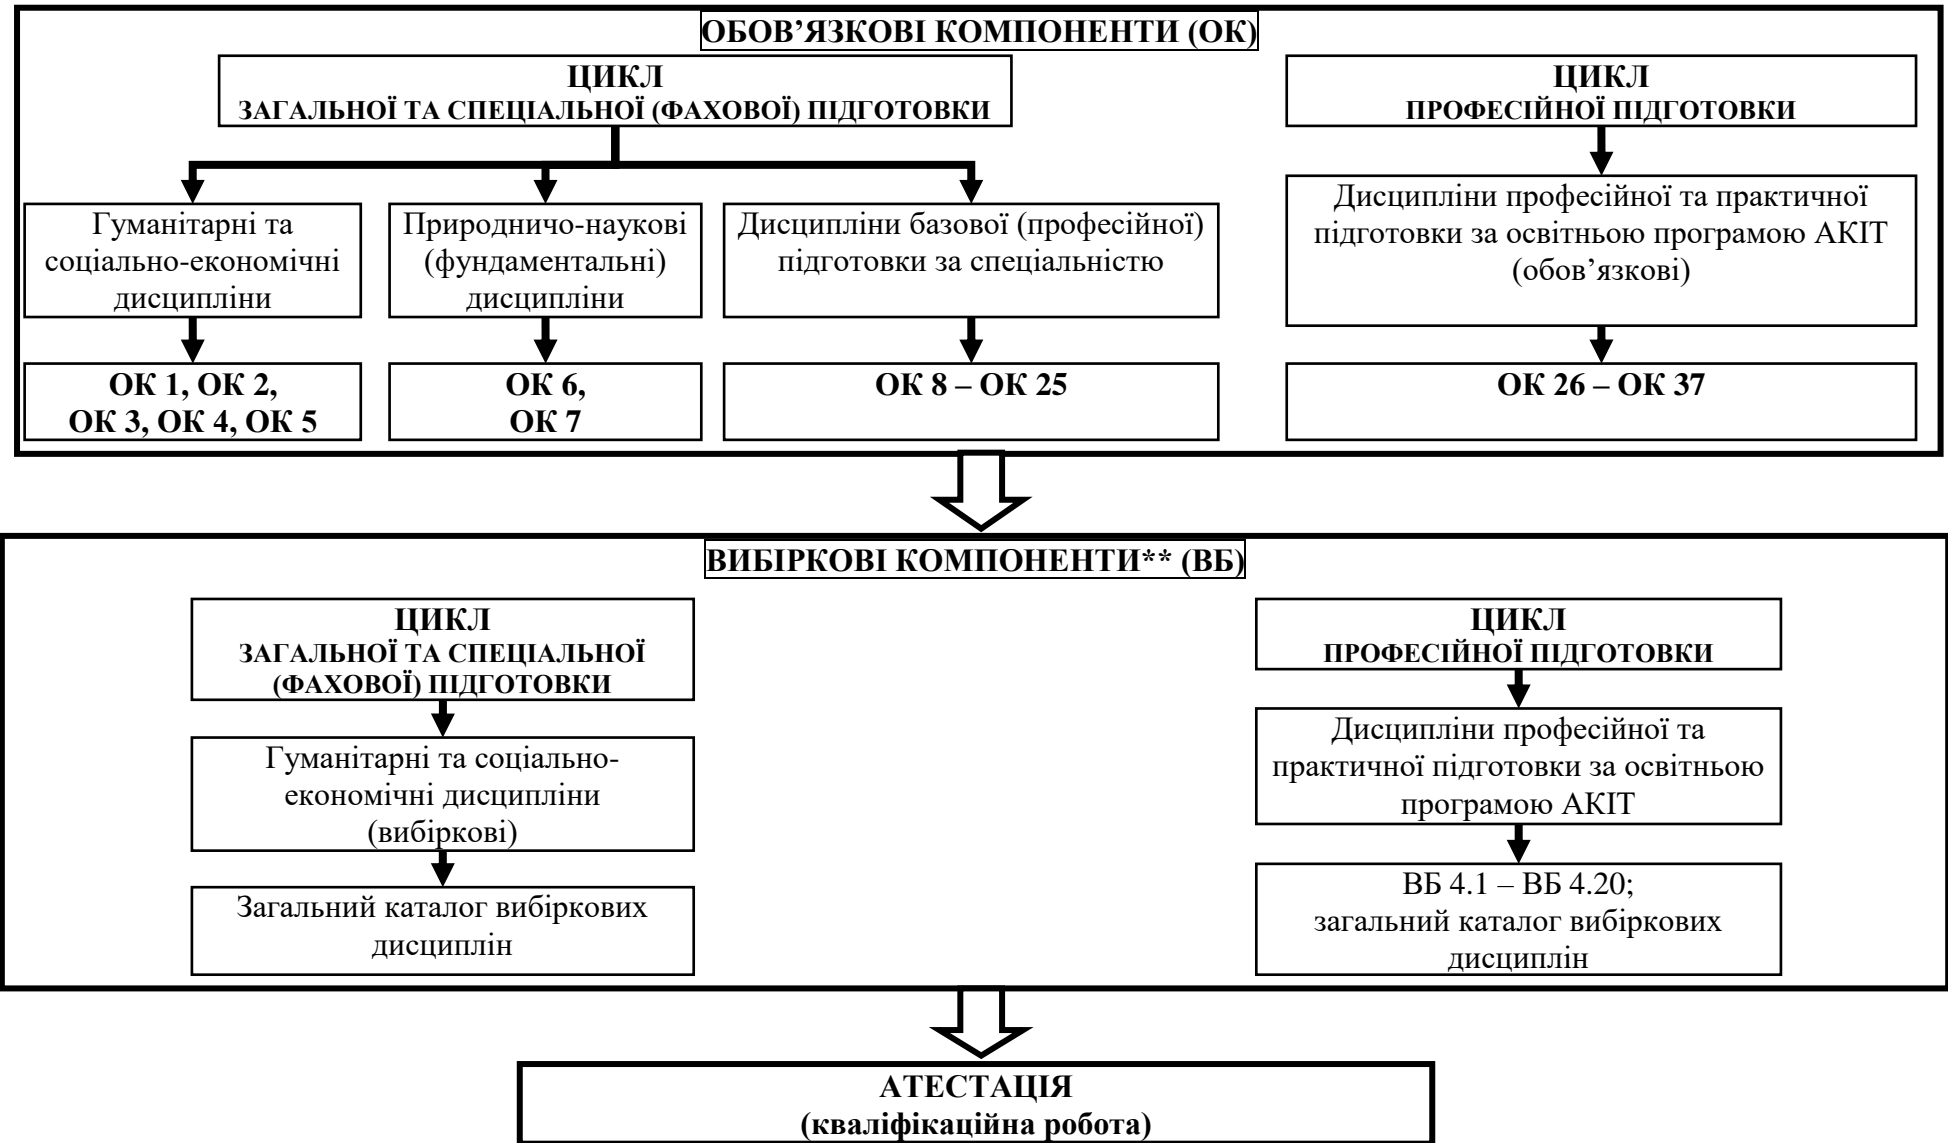 ОБОВ’ЯЗКОВІ КОМПОНЕНТИ (ОК)
ЦИКЛ
ЗАГАЛЬНОЇ ТА СПЕЦІАЛЬНОЇ (ФАХОВОЇ) ПІДГОТОВКИ
ЦИКЛ
ПРОФЕСІЙНОЇ ПІДГОТОВКИ
Гуманітарні та
соціально-економічні
дисципліни
Природничо-наукові
(фундаментальні)
дисципліни
Дисципліни базової (професійної)
підготовки за спеціальністю
Дисципліни професійної та практичної
підготовки за освітньою програмою АКІТ
(обов’язкові)
ОК 1, ОК 2,
ОК 3, ОК 4, ОК 5
ОК 6,
ОК 7
ОК 8 – ОК 25
ОК 26 – ОК 37
ВИБІРКОВІ КОМПОНЕНТИ** (ВБ)
ЦИКЛ
ЗАГАЛЬНОЇ ТА СПЕЦІАЛЬНОЇ
(ФАХОВОЇ) ПІДГОТОВКИ
Гуманітарні та соціально-
економічні дисципліни
(вибіркові)
Загальний каталог вибіркових
дисциплін
ЦИКЛ
ПРОФЕСІЙНОЇ ПІДГОТОВКИ
Дисципліни професійної та
практичної підготовки за освітньою
програмою АКІТ
ВБ 4.1 – ВБ 4.20;
загальний каталог вибіркових
дисциплін
АТЕСТАЦІЯ
(кваліфікаційна робота)